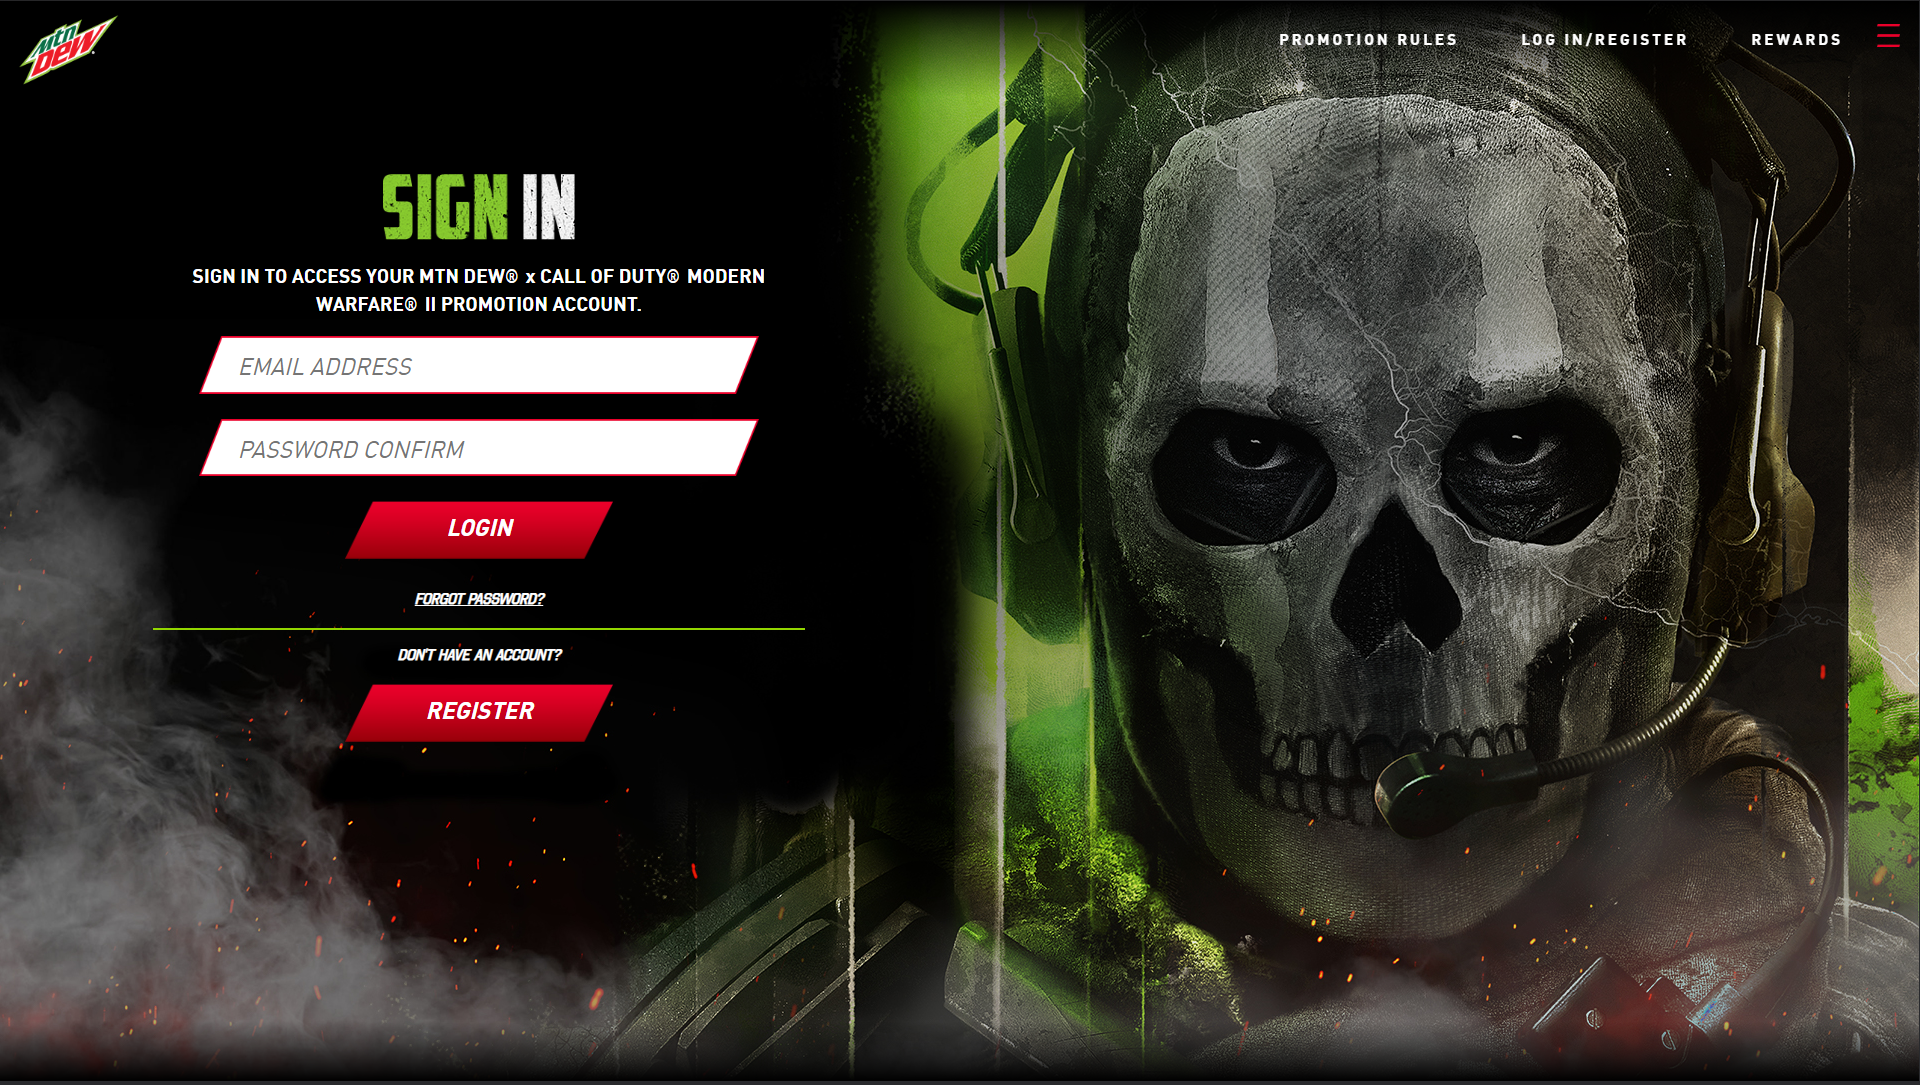 mtn
DEW
PROMOTION RULES
LOG IN/REGISTER
REWARDS
SIGN IN
SIGN IN TO ACCESS YOUR MTN DEW® x CALL OF DUTY® MODERN
WARFARE® II PROMOTION ACCOUNT.
EMAIL ADDRESS
PASSWORD CONFIRM
LOGIN
FORGOT PASSWORD?
DON'T HAVE AN ACCOUNT?
REGISTER